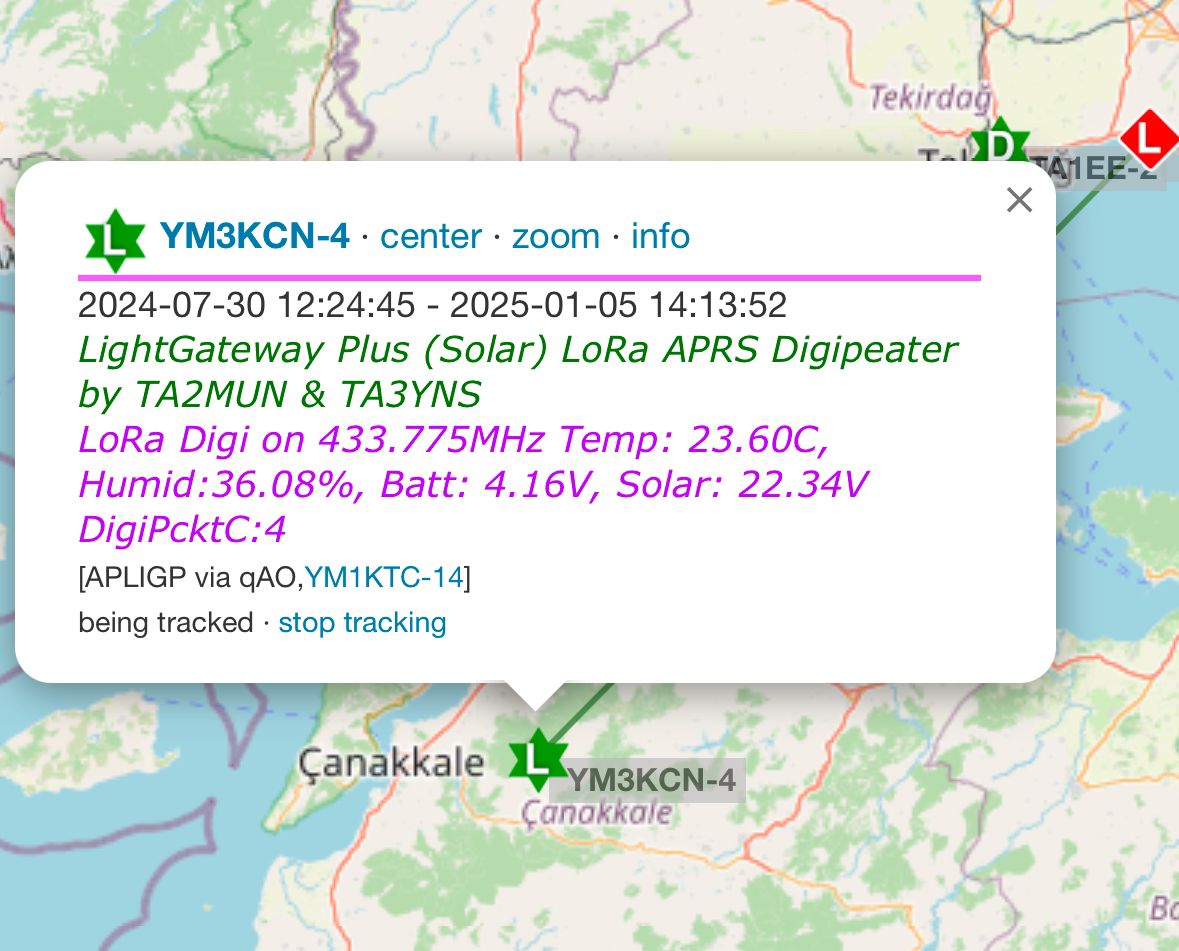 Tekirdağ
D
L
TA1EE-2
×
L YM3KCN-4 · center · zoom · info
2024-07-30 12:24:45 - 2025-01-05 14:13:52
LightGateway Plus (Solar) LoRa APRS Digipeater
by TA2MUN & TA3YNS
LoRa Digi on 433.775MHz Temp: 23.60C,
Humid:36.08%, Batt: 4.16V, Solar: 22.34V
DigiPcktC:4
[APLIGP via qAO,YM1KTC-14]
being tracked · stop tracking
Çanakkale
L
YM3KCN-4
Çanakkale